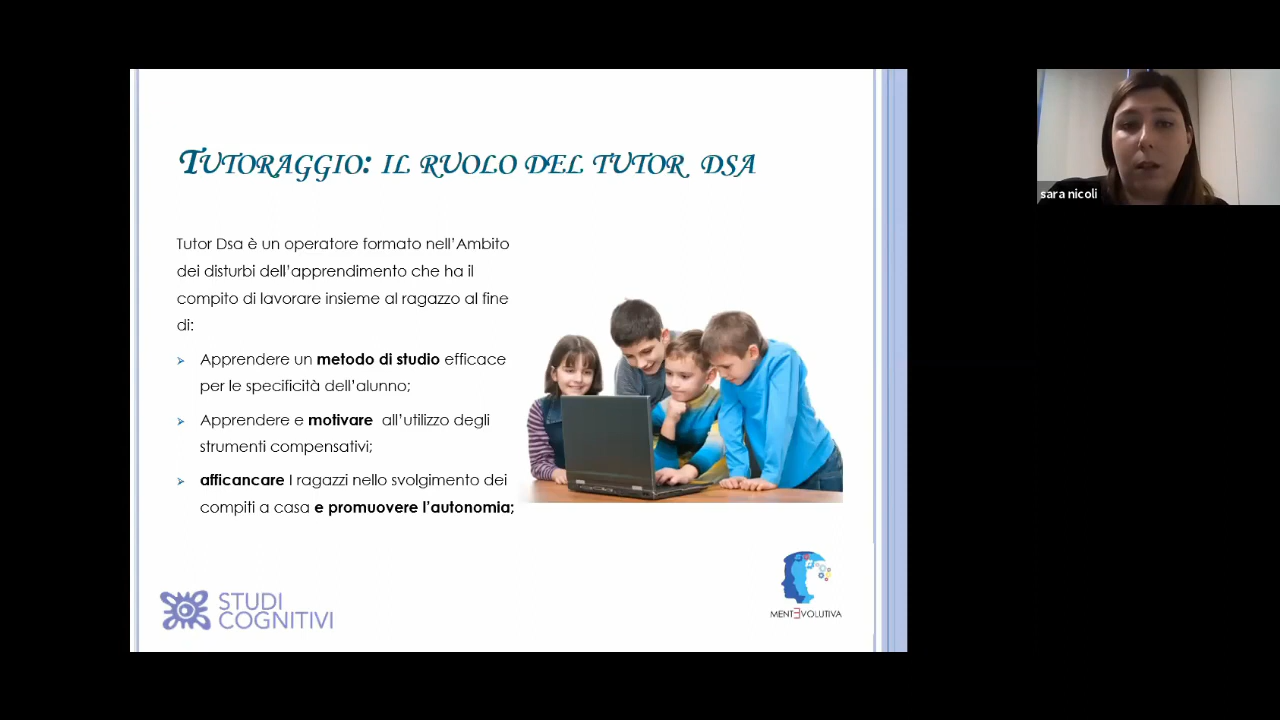 TUTORAGGIO: IL RUOLO DEL TUTOR DSA
Tutor Dsa è un operatore formato nell'Ambito
dei disturbi dell'apprendimento che ha il
compito di lavorare insieme al ragazzo al fine
di:
Apprendere un metodo di studio efficace
per le specificità dell'alunno;
Apprendere e motivare all'utilizzo degli
strumenti compensativi;
afficancare I ragazzi nello svolgimento dei
compiti a casa e promuovere l'autonomia;
STUDI
COGNITIVI
MENTƎVOLUTIVA
sara nicoli